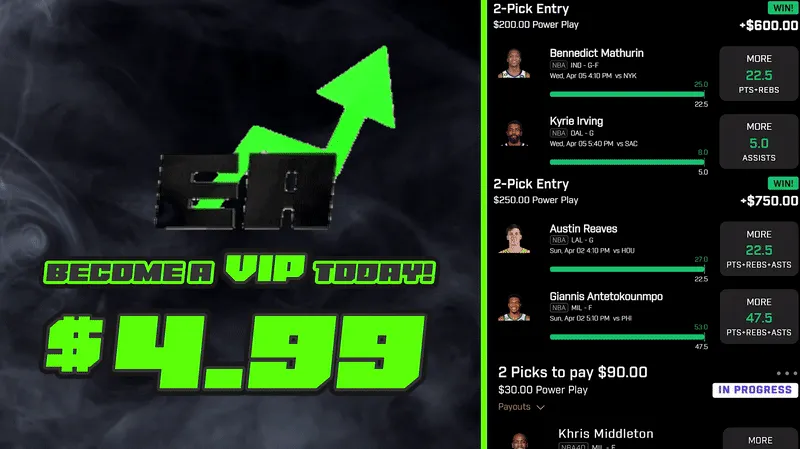 EA
BECOME A VIP TODAY!
$4.99
2-Pick Entry
WIN!
$200.00 Power Play
+$600.00
Bennedict Mathurin
NBA IND - G-F
Wed, Apr 05 4:10 PM vs NYK
25.0
22.5
MORE
22.5
PTS+REBS
Kyrie Irving
NBA DAL - G
Wed, Apr 05 5:40 PM vs SAC
8.0
5.0
MORE
5.0
ASSISTS
2-Pick Entry
WIN!
$250.00 Power Play
+$750.00
Austin Reaves
NBA LAL - G
Sun, Apr 02 4:10 PM vs HOU
27.0
22.5
MORE
22.5
PTS+REBS+ASTS
Giannis Antetokounmpo
NBA MIL - F
Sun, Apr 02 5:10 PM vs PHI
53.0
47.5
MORE
47.5
PTS+REBS+ASTS
2 Picks to pay $90.00
$30.00 Power Play
IN PROGRESS
Payouts
Khris Middleton
MIL - F
MORE